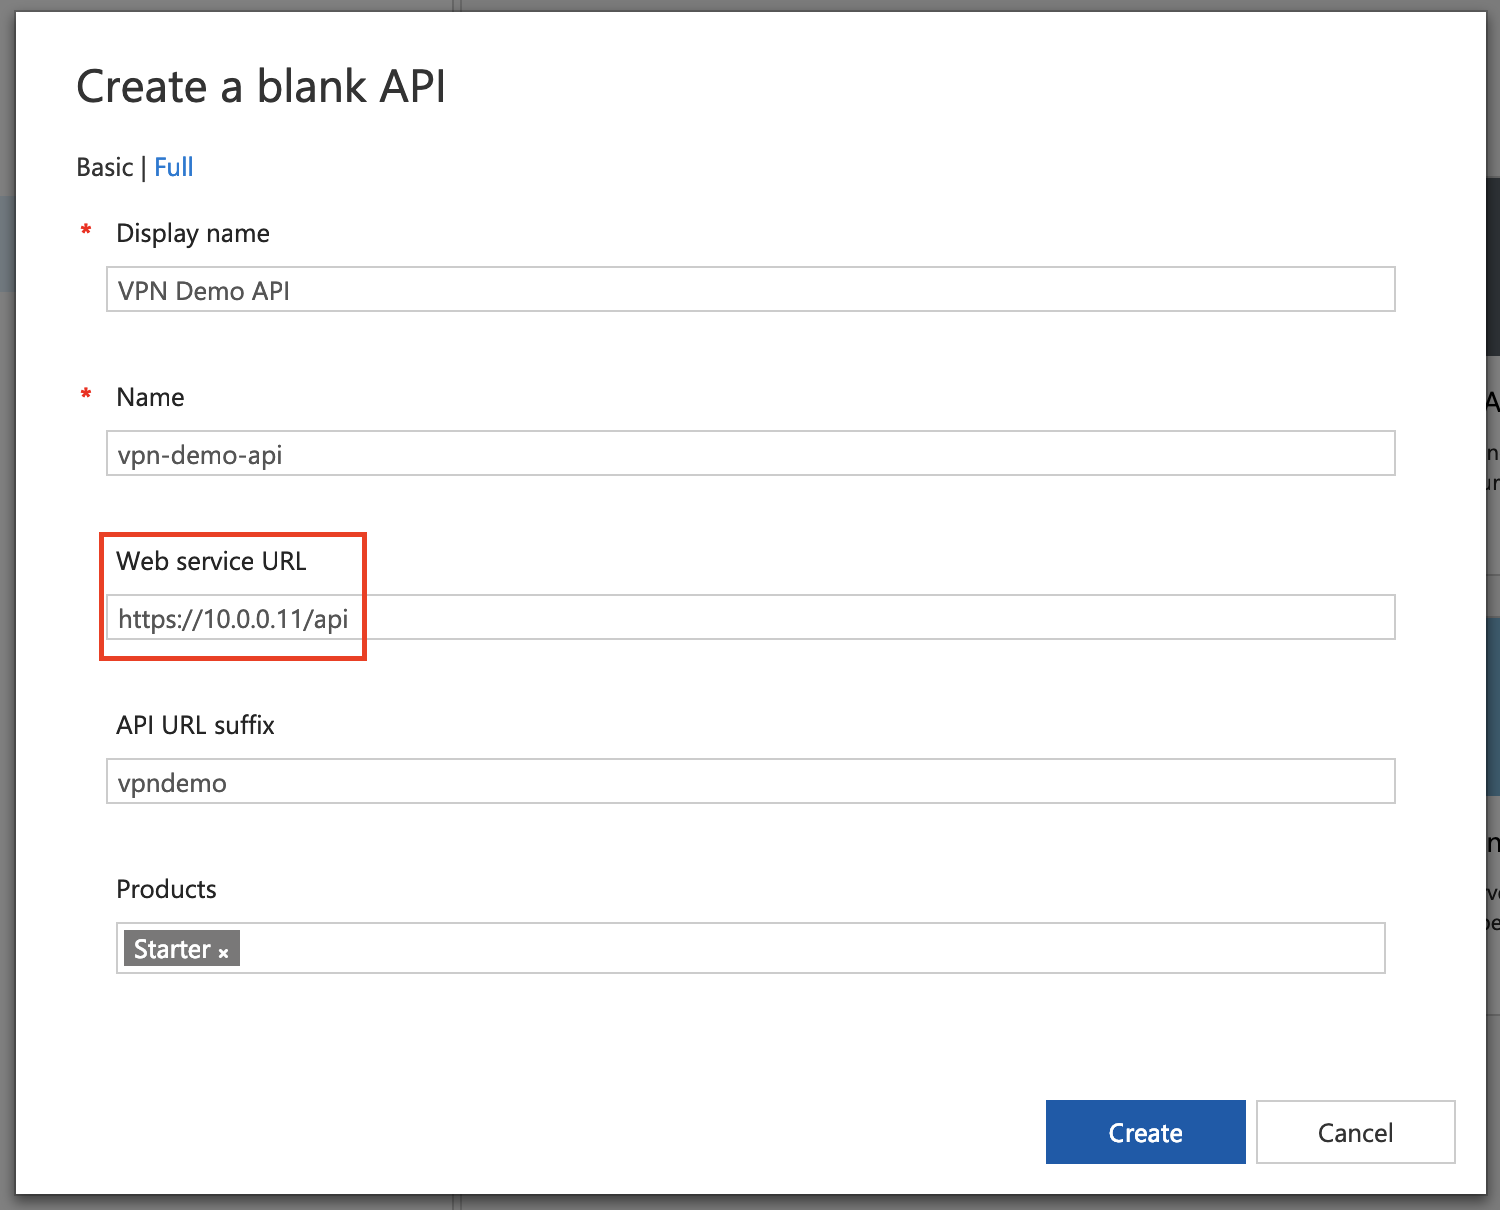 Create a blank API
Basic | Full
* Display name
VPN Demo API
* Name
vpn-demo-api
Web service URL
https://10.0.0.11/api
API URL suffix
vpndemo
Products
Starter ×
Create
Cancel